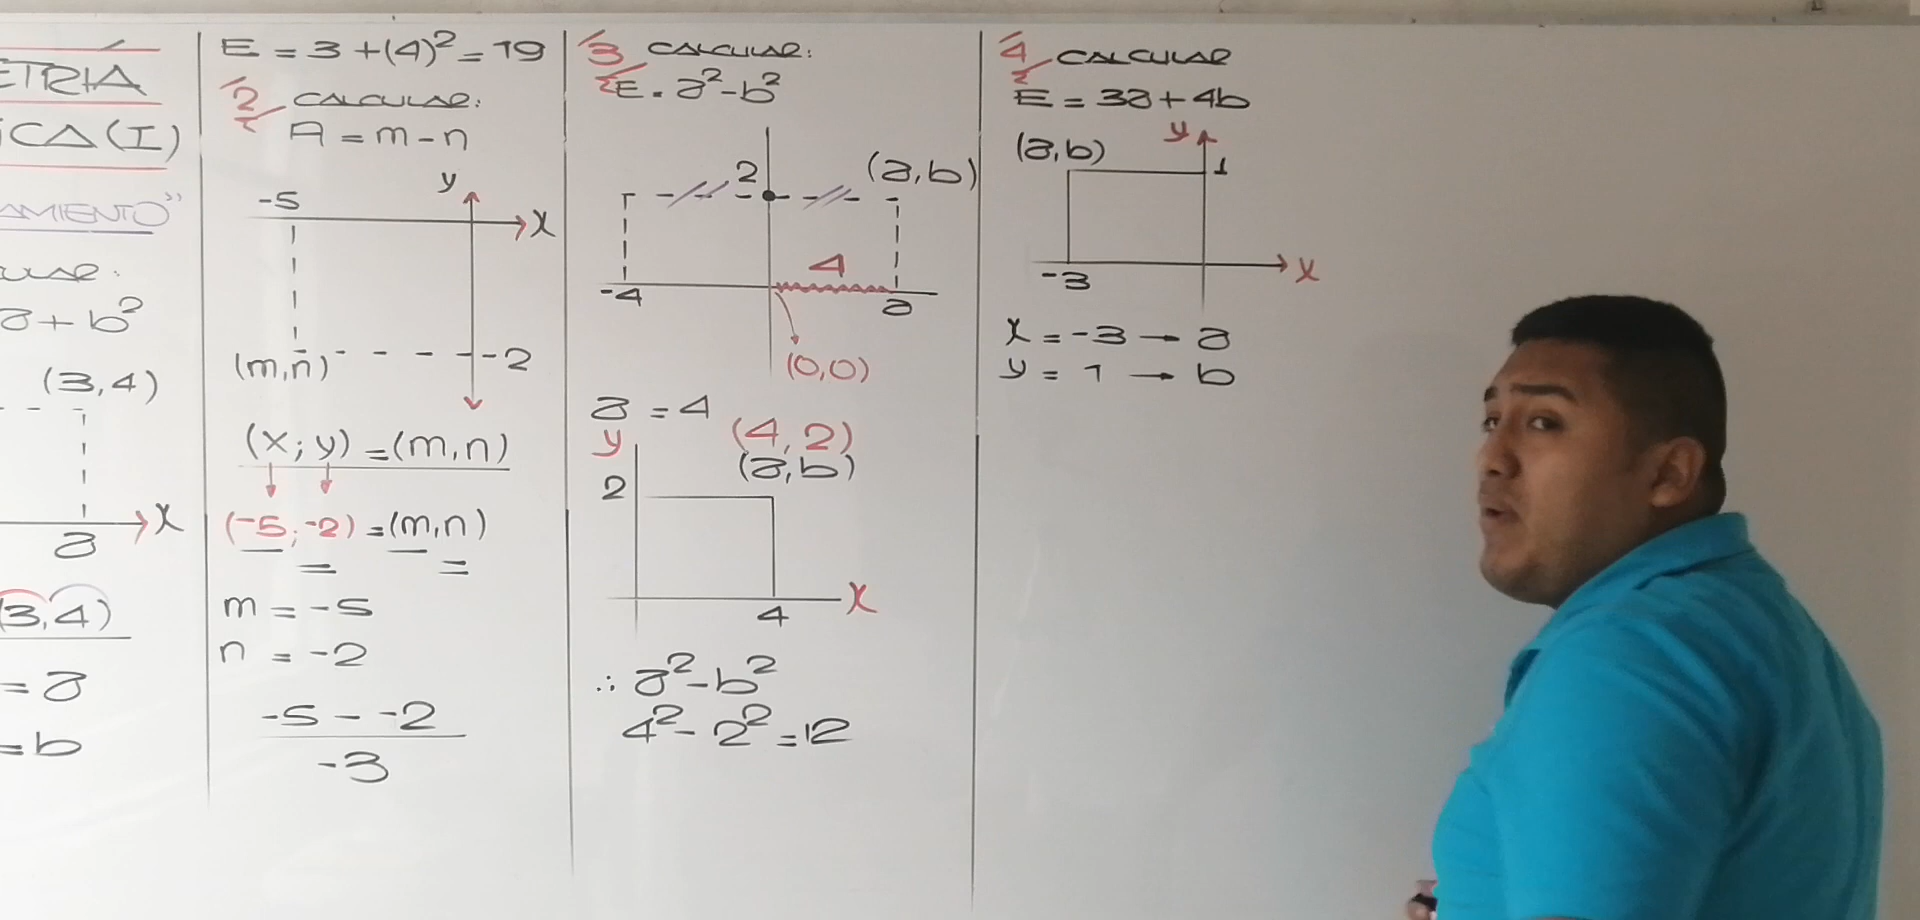 ETRÍA
ICA (I)
AMIENTO"
ULAR:
a + b²
(3,4)
x
a
(3,4)
= a
= b
E = 3 + (4)² = 19
2 CALCULAR:
A = m - n
y
-5
x
(m,n)
-2
(x; y) = (m,n)
(-5; -2) = (m,n)
m = -5
n = -2
-5 - -2
-3
3 CALCULAR:
E = a² - b²
2
(a,b)
4
-4
a
(0,0)
a = 4
y
(4,2)
(a,b)
2
x
4
∴ a² - b²
4² - 2² = 12
4 CALCULAR
E = 3a + 4b
y
(a,b)
1
-3
x
x = -3 → a
y = 1 → b